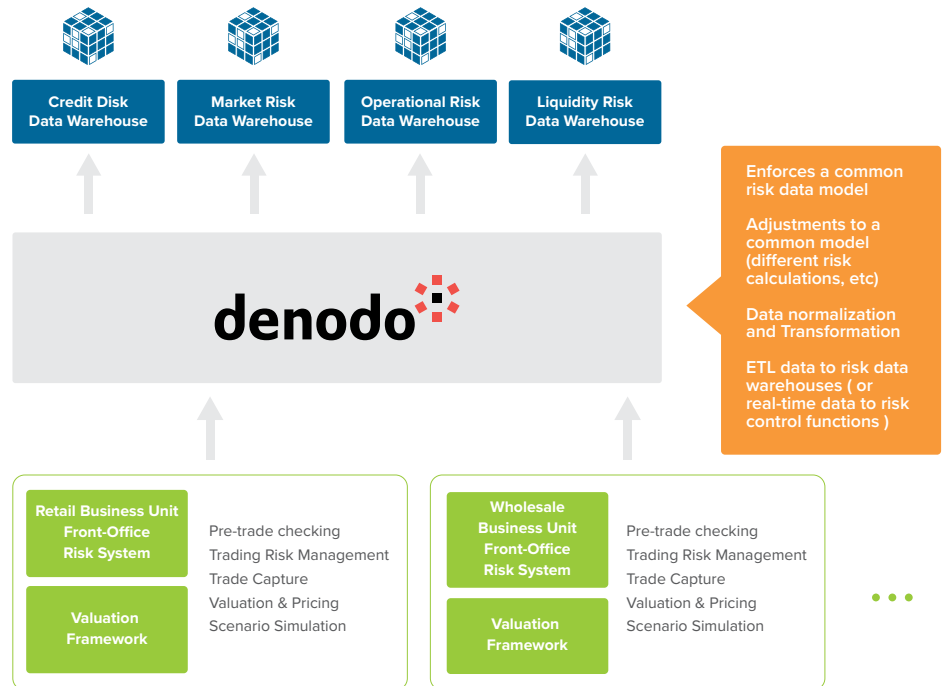 Credit Disk
Data Warehouse
Market Risk
Data Warehouse
Operational Risk
Data Warehouse
Liquidity Risk
Data Warehouse
denodo
Enforces a common
risk data model
Adjustments to a
common model
(different risk
calculations, etc)
Data normalization
and Transformation
ETL data to risk data
warehouses ( or
real-time data to risk
control functions )
Retail Business Unit
Front-Office
Risk System
Valuation
Framework
Pre-trade checking
Trading Risk Management
Trade Capture
Valuation & Pricing
Scenario Simulation
Wholesale
Business Unit
Front-Office
Risk System
Valuation
Framework
Pre-trade checking
Trading Risk Management
Trade Capture
Valuation & Pricing
Scenario Simulation